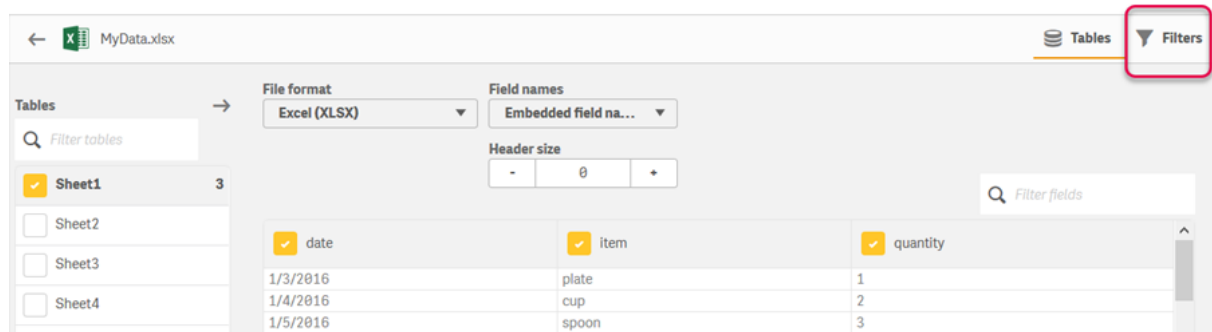 MyData.xlsx
Tables
Filters
Tables
Filter tables
Sheet1 3
Sheet2
Sheet3
Sheet4
File format
Excel (XLSX)
Field names
Embedded field na...
Header size
- 0 +
Filter fields
date item quantity
1/3/2016 plate 1
1/4/2016 cup 2
1/5/2016 spoon 3